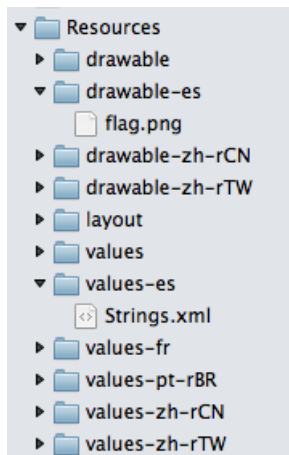 Resources
drawable
drawable-es
flag.png
drawable-zh-rCN
drawable-zh-rTW
layout
values
values-es
Strings.xml
values-fr
values-pt-rBR
values-zh-rCN
values-zh-rTW